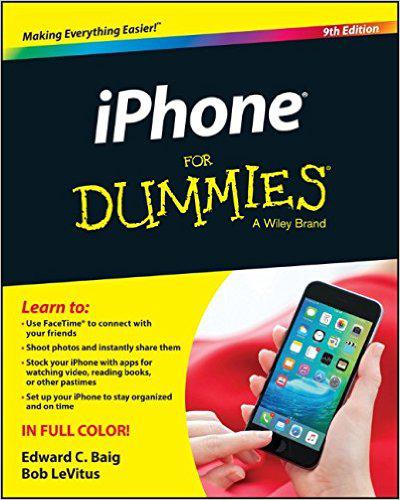 Making Everything Easier!™
9th Edition
iPhone®
FOR
DUMMIES®
A Wiley Brand
Learn to:
• Use FaceTime® to connect with
your friends
• Shoot photos and instantly share them
• Stock your iPhone with apps for
watching video, reading books,
or other pastimes
• Set up your iPhone to stay organized
and on time
IN FULL COLOR!
Edward C. Baig
Bob LeVitus